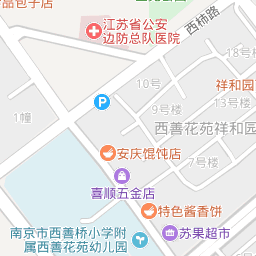 品包子店
江苏省公安
边防总队医院
西柿路
18号楼
10号
祥和园
13号楼
9号楼
1幢
西善花苑祥和园
安庆馄饨店
7号楼
喜顺五金店
特色酱香饼
南京市西善桥小学附
属西善花苑幼儿园
苏果超市